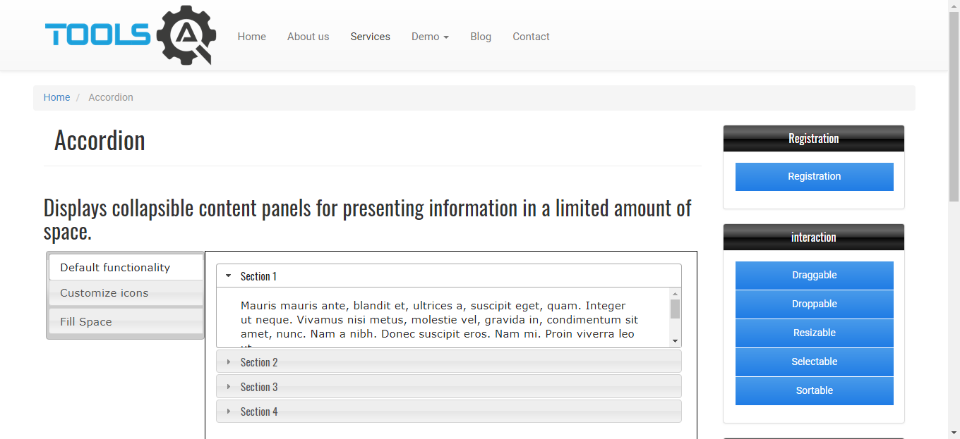 TOOLS QA
Home About us Services Demo Blog Contact
Home / Accordion
Accordion
Displays collapsible content panels for presenting information in a limited amount of
space.
Default functionality
Customize icons
Fill Space
Section 1
Mauris mauris ante, blandit et, ultrices a, suscipit eget, quam. Integer
ut neque. Vivamus nisi metus, molestie vel, gravida in, condimentum sit
amet, nunc. Nam a nibh. Donec suscipit eros. Nam mi. Proin viverra leo
Section 2
Section 3
Section 4
Registration
Registration
interaction
Draggable
Droppable
Resizable
Selectable
Sortable